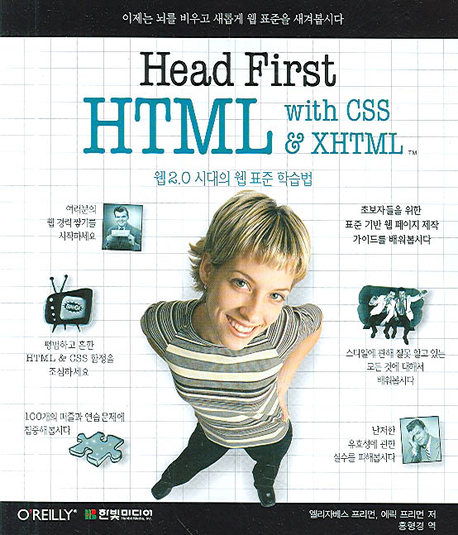 이제는 뇌를 비우고 새롭게 웹 표준을 새겨봅시다
Head First
HTML with CSS & XHTML ™
웹 2.0 시대의 웹 표준 학습법
여러분의
웹 경력 쌓기를
시작하세요
초보자들을 위한
표준 기반 웹 페이지 제작
가이드를 배워봅시다
평범하고 흔한
HTML & CSS 함정을
조심하세요
스타일에 관해 잘못 알고 있는
모든 것에 대해서
배워봅시다
100개의 퍼즐과 연습문제에
집중해봅시다
난처한
유효성에 관한
실수를 피해봅시다
O'REILLY® 한빛미디어
엘리자베스 프리먼, 에릭 프리먼 저
홍형경 역